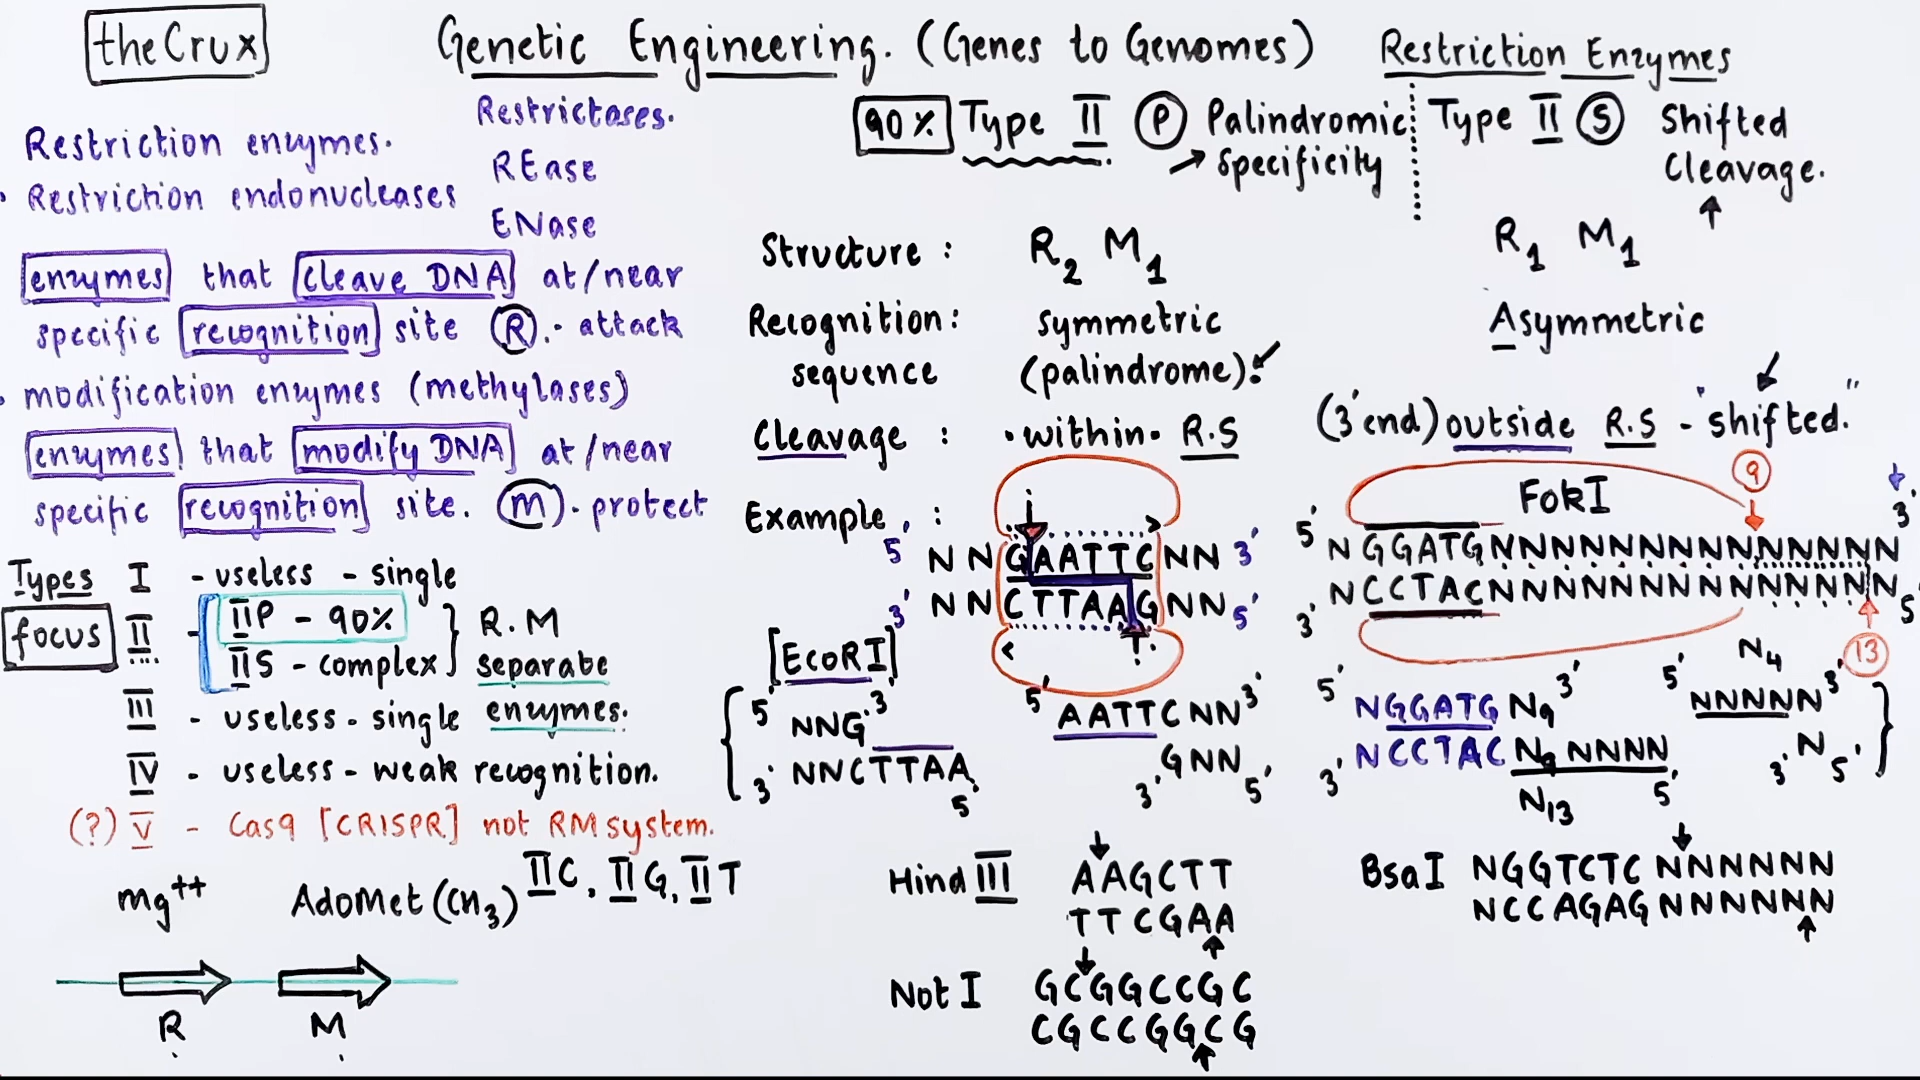 theCrux
Genetic Engineering. (Genes to Genomes)
Restriction Enzymes
Restriction enzymes.
• Restriction endonucleases
Restrictases.
REase
ENase
enzymes that cleave DNA at/near
specific recognition site (R). · attack
• modification enzymes (methylases)
enzymes that modify DNA at/near
specific recognition site. (m) · protect
Types I - useless - single
focus II - IIP - 90% R.M
IIS - complex separate
III - useless - single enzymes.
IV - useless - weak recognition.
(?) V - Cas9 [CRISPR] not RM system.
mg++ AdoMet (CH3) IIC, IIG, IIT
R M
90% Type II (P) Palindromic
→ specificity
Type II (S) Shifted
Cleavage.
↑
Structure : R2 M1 R1 M1
Recognition: symmetric Asymmetric
sequence (palindrome). ✓
Cleavage : • within • R.S (3' end) outside R.S - "shifted."
Example :
5' N N G A A T T C N N 3'
3' N N C T T A A G N N 5'
[EcoRI]
5' NNG 3' 5' AATTCNN 3'
3' NNCTTAA 5' 3' GNN 5'
Hind III AAGCTT
TTCGAA
Not I GCGGCCGC
CGCCGGCG
9
FokI
5' NGGATGNNNNNNNNNNNNNN 3'
3' NCCTACNNNNNNNNNNNNNN 5'
13
N4
5' NGGATG N9 3' 5' NNNNN 3'
3' NCCTAC N9 NNNN 5' 3' N 5'
N13
BsaI NGGTCTC NNNNNN
NCCAGAG NNNNNN